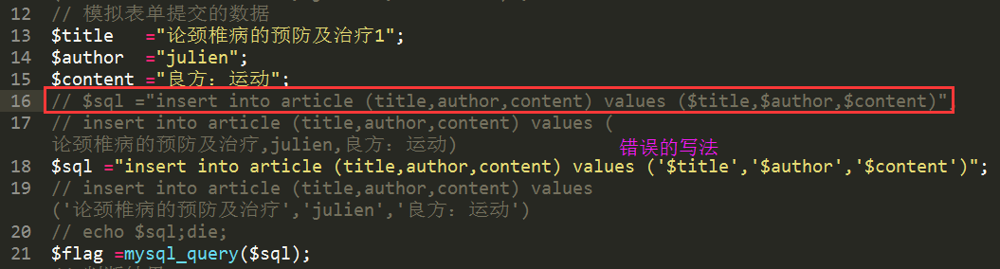 12 // 模拟表单提交的数据
13 $title   ="论颈椎病的预防及治疗1";
14 $author  ="julien";
15 $content ="良方：运动";
16 // $sql ="insert into article (title,author,content) values ($title,$author,$content)";
17 // insert into article (title,author,content) values (
论颈椎病的预防及治疗,julien,良方：运动)
错误的写法
18 $sql ="insert into article (title,author,content) values ('$title','$author','$content')";
19 // insert into article (title,author,content) values
('论颈椎病的预防及治疗','julien','良方：运动')
20 // echo $sql;die;
21 $flag =mysql_query($sql);